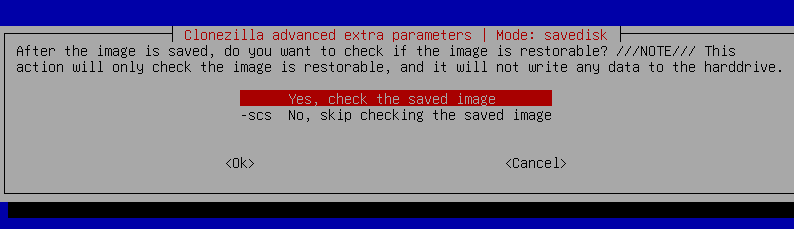 Clonezilla advanced extra parameters | Mode: savedisk
After the image is saved, do you want to check if the image is restorable? ///NOTE/// This
action will only check the image is restorable, and it will not write any data to the harddrive.
Yes, check the saved image
-scs No, skip checking the saved image
<Ok> <Cancel>